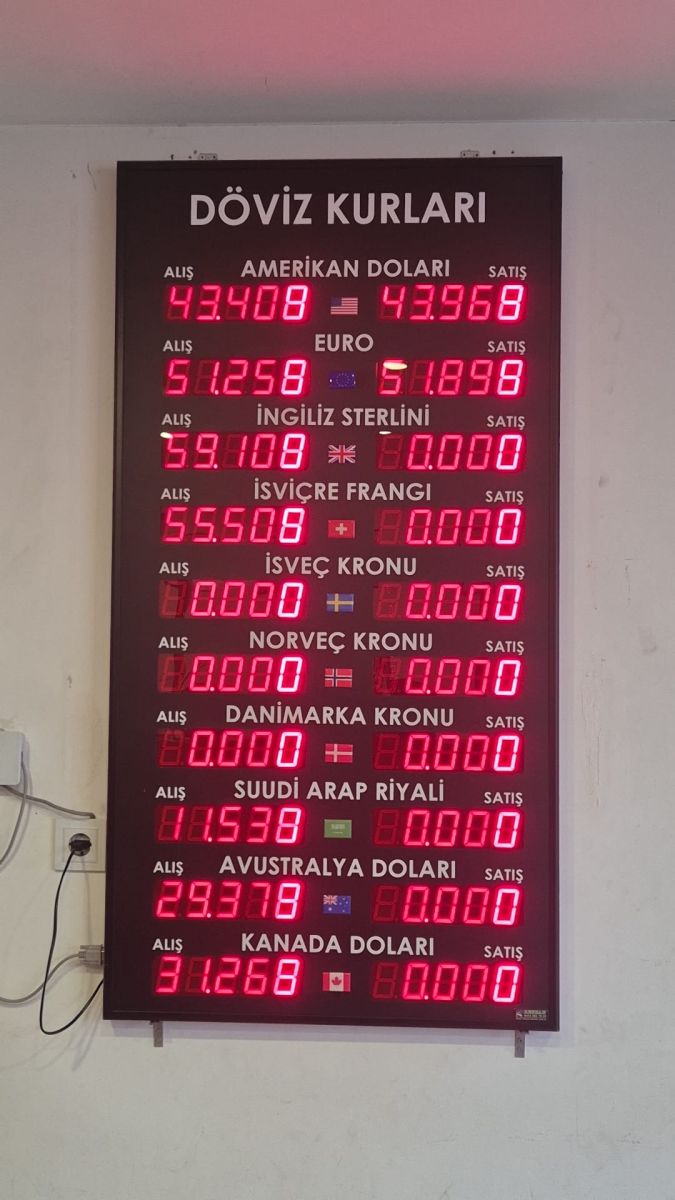 DÖVİZ KURLARI
ALIŞ AMERİKAN DOLARI SATIŞ
43.408 43.968
ALIŞ EURO SATIŞ
51.258 51.898
ALIŞ İNGİLİZ STERLİNİ SATIŞ
59.108 0.000
ALIŞ İSVİÇRE FRANGI SATIŞ
55.508 0.000
ALIŞ İSVEÇ KRONU SATIŞ
0.000 0.000
ALIŞ NORVEÇ KRONU SATIŞ
0.000 0.000
ALIŞ DANİMARKA KRONU SATIŞ
0.000 0.000
ALIŞ SUUDİ ARAP RİYALİ SATIŞ
11.538 0.000
ALIŞ AVUSTRALYA DOLARI SATIŞ
29.378 0.000
ALIŞ KANADA DOLARI SATIŞ
31.268 0.000